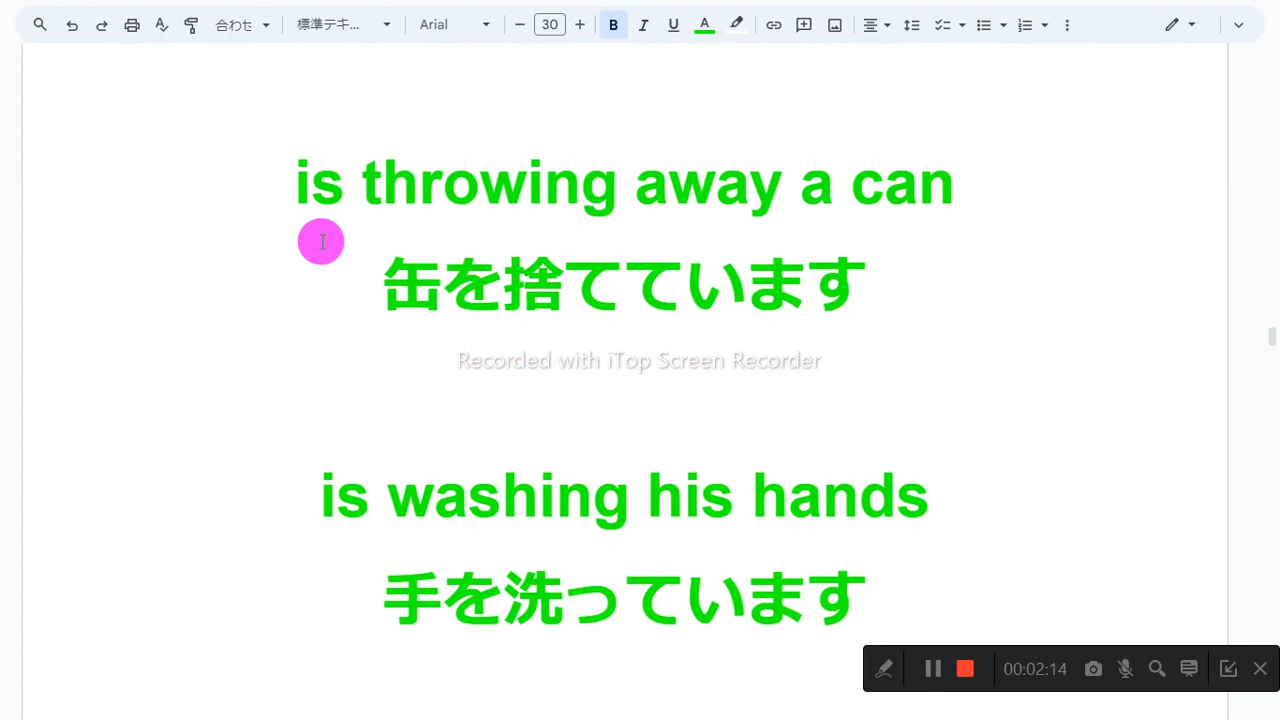 合わせ 標準テキ... Arial 30 B I U A
is throwing away a can
缶を捨てています
Recorded with iTop Screen Recorder
is washing his hands
手を洗っています
00:02:14